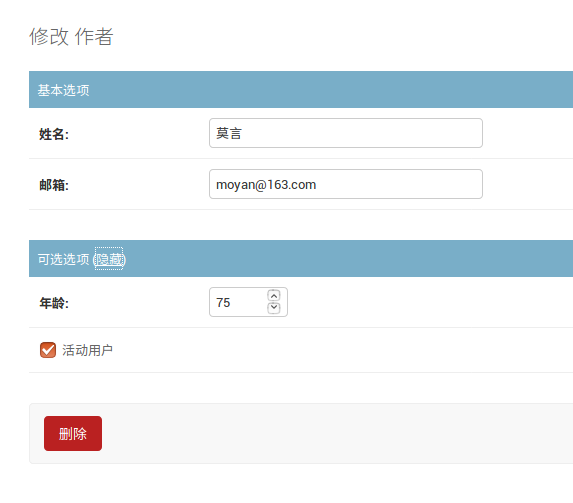 修改 作者
基本选项
姓名: 莫言
邮箱: moyan@163.com
可选选项 (隐藏)
年龄: 75
活动用户
删除